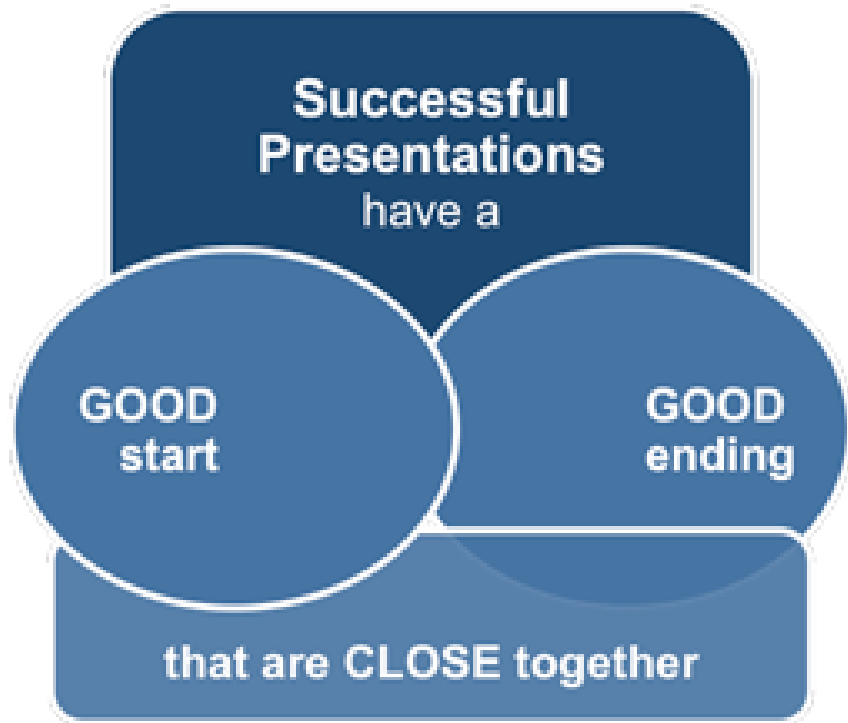 Successful
Presentations
have a
GOOD
start
GOOD
ending
that are CLOSE together